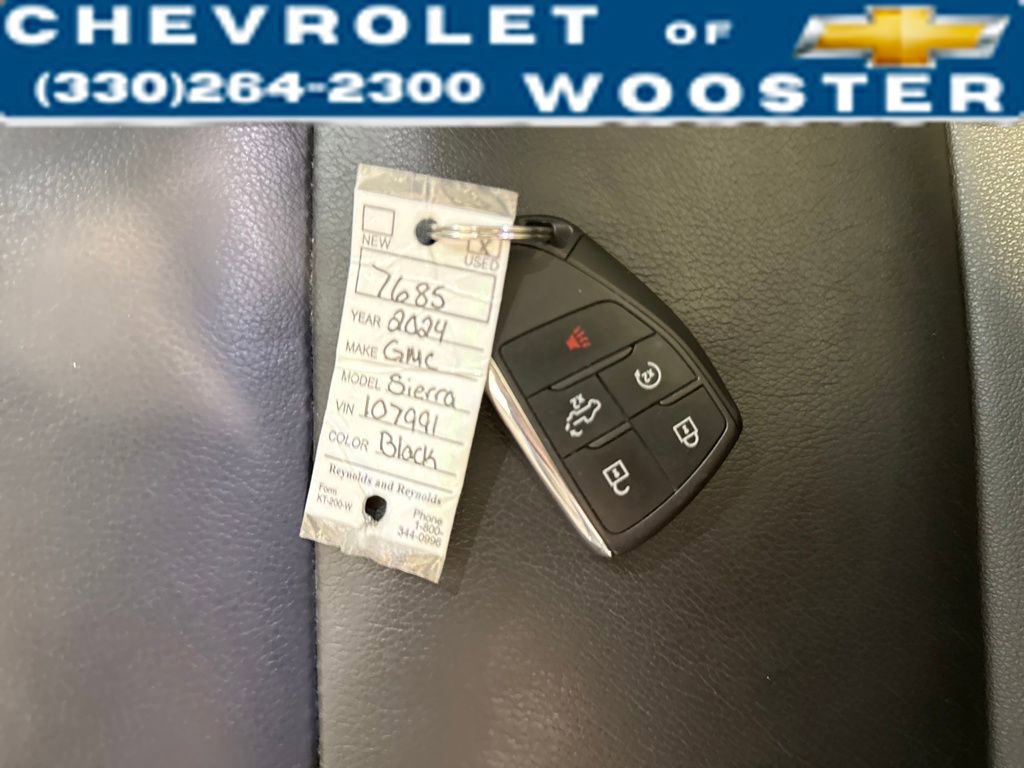 CHEVROLET OF
(330)264-2300 WOOSTER
NEW
X
USED
7685
YEAR 2024
MAKE GMC
MODEL Sierra
VIN 107991
COLOR Black
Reynolds and Reynolds
Form
KT-200-W
Phone
1-800-
344-0996